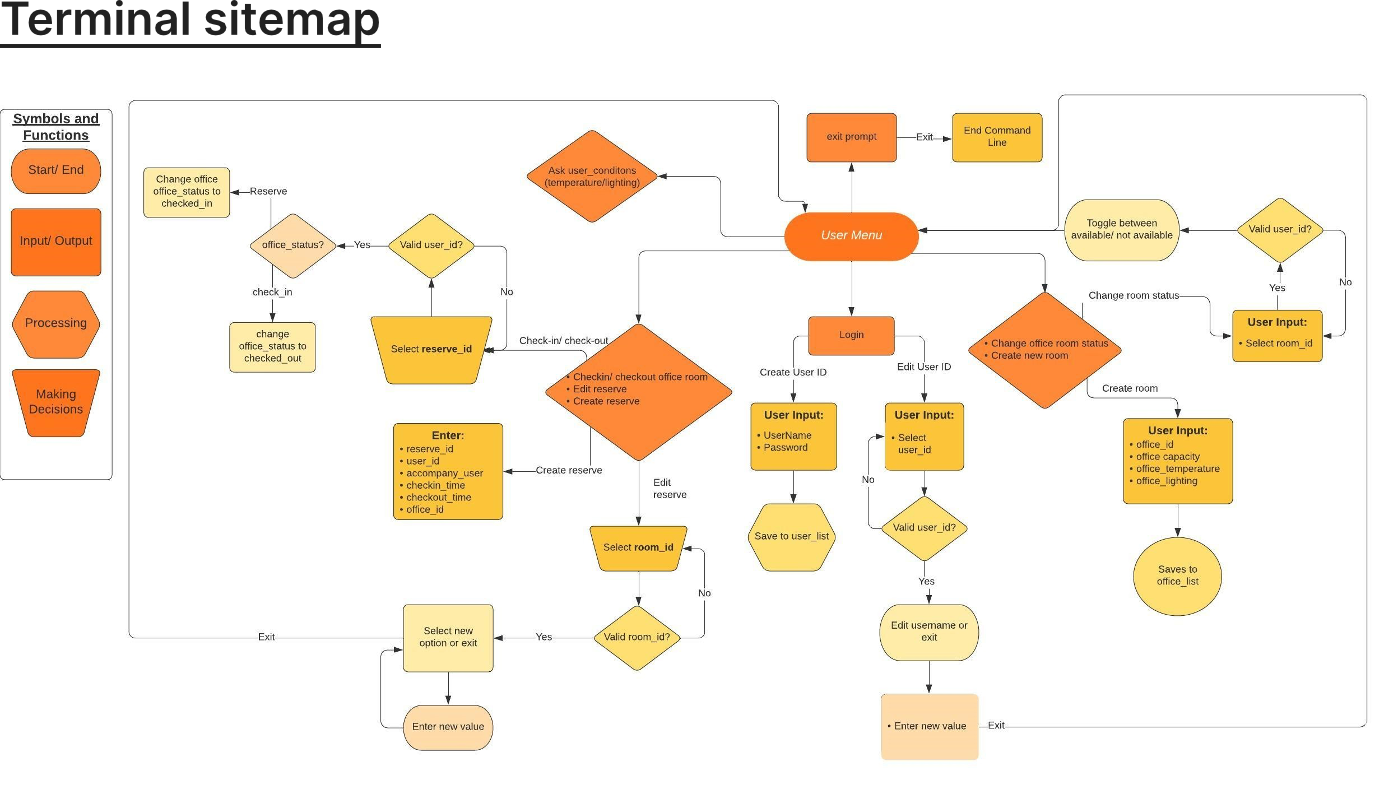 Terminal sitemap
Symbols and
Functions
Start/ End
Input/ Output
Processing
Making
Decisions
exit prompt
Exit
End Command
Line
Ask user_conditons
(temperature/lighting)
Change office
office_status to
checked_in
Reserve
office_status?
Yes
Valid user_id?
No
check_in
change
office_status to
checked_out
Select reserve_id
Check-in/ check-out
User Menu
Toggle between
available/ not available
Valid user_id?
Yes
No
Change room status
User Input:
• Select room_id
• Checkin/ checkout office room
• Edit reserve
• Create reserve
Login
Create User ID
Edit User ID
• Change office room status
• Create new room
Create room
Enter:
• reserve_id
• user_id
• accompany_user
• checkin_time
• checkout_time
• office_id
Create reserve
Edit
reserve
User Input:
• UserName
• Password
User Input:
• Select
user_id
User Input:
• office_id
• office capacity
• office_temperature
• office_lighting
No
Save to user_list
Valid user_id?
Saves to
office_list
Select room_id
No
Yes
Valid room_id?
Yes
Select new
option or exit
Exit
Edit username or
exit
Enter new value
• Enter new value
Exit